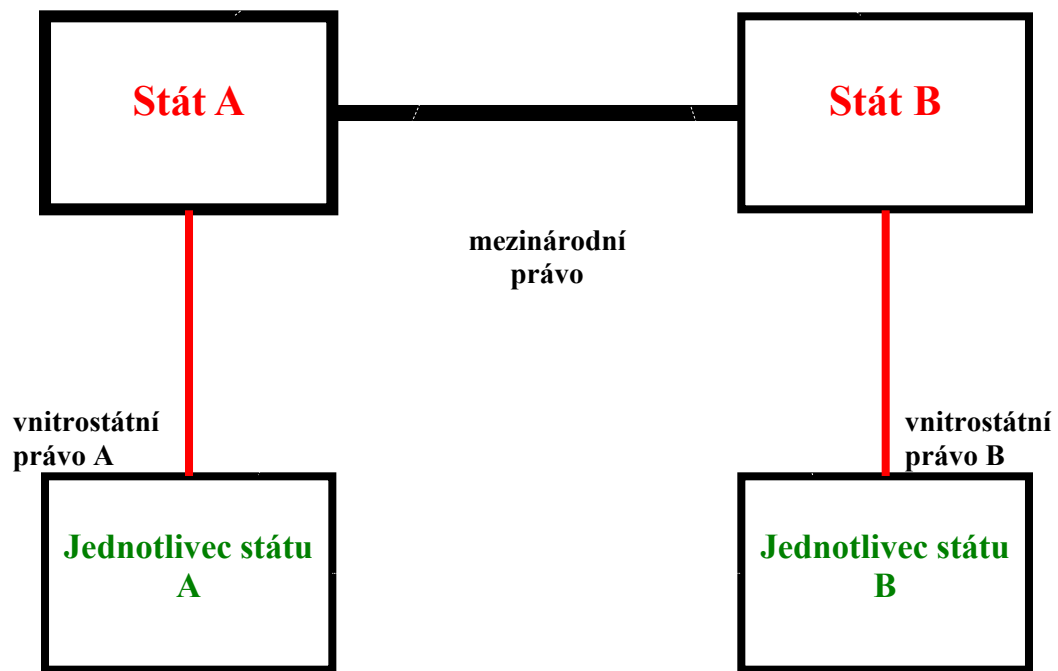 Stát A
Stát B
mezinárodní
právo
vnitrostátní
právo A
vnitrostátní
právo B
Jednotlivec státu
A
Jednotlivec státu
B